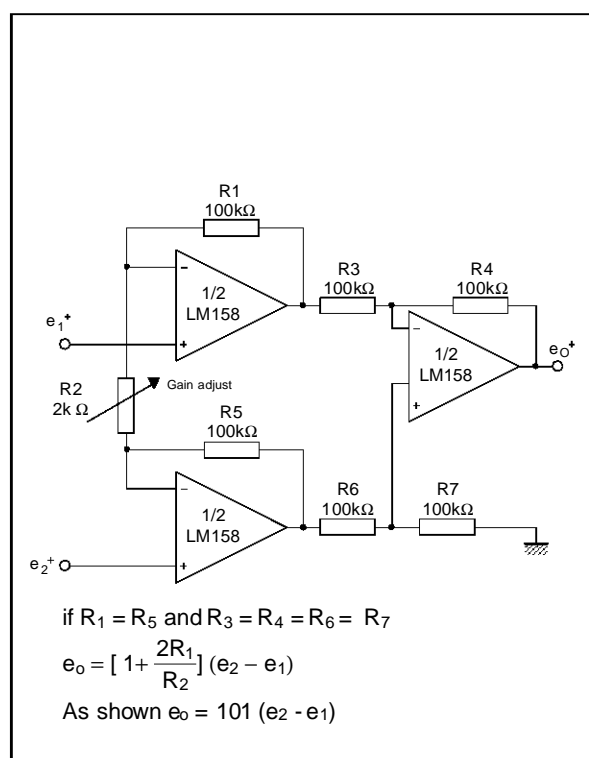 R1
100kΩ
1/2
LM158
e1+
R3
100kΩ
R4
100kΩ
1/2
LM158
eO+
R2
2k Ω
Gain adjust
R5
100kΩ
1/2
LM158
e2+
R6
100kΩ
R7
100kΩ
if R1 = R5 and R3 = R4 = R6 = R7
eo = [ 1+ 2R1/R2 ] (e2 – e1)
As shown eo = 101 (e2 - e1)